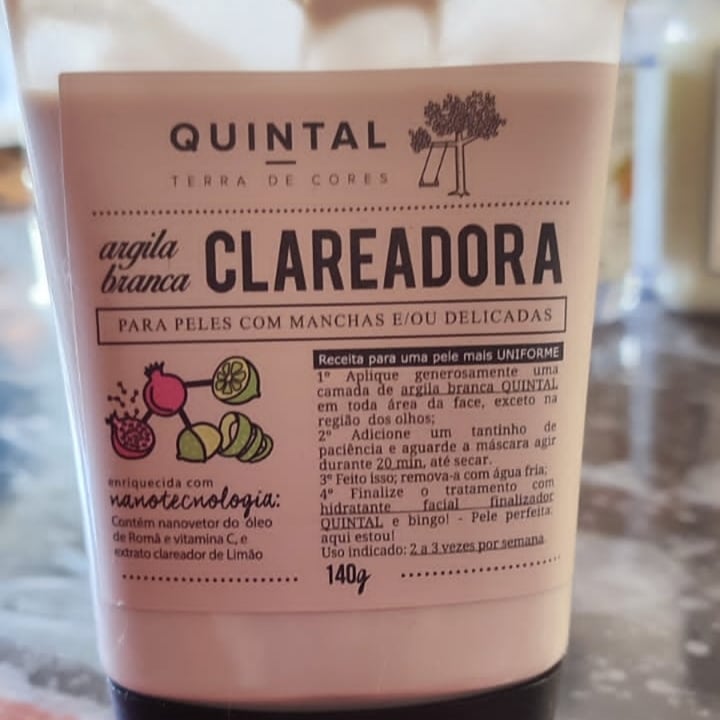 QUINTAL
TERRA DE CORES
argila
branca
CLAREADORA
PARA PELES COM MANCHAS E/OU DELICADAS
Receita para uma pele mais UNIFORME
1º Aplique generosamente uma
camada de argila branca QUINTAL
em toda área da face, exceto na
região dos olhos;
2º Adicione um tantinho de
paciência e aguarde a máscara agir
durante 20 min, até secar.
3º Feito isso; remova-a com água fria;
4º Finalize o tratamento com
hidratante facial finalizador
QUINTAL e bingo! - Pele perfeita:
aqui estou!
Uso indicado: 2 a 3 vezes por semana.
enriquecida com
nanotecnologia:
Contém nanovetor do óleo
de Romã e vitamina C, e
extrato clareador de Limão
140g